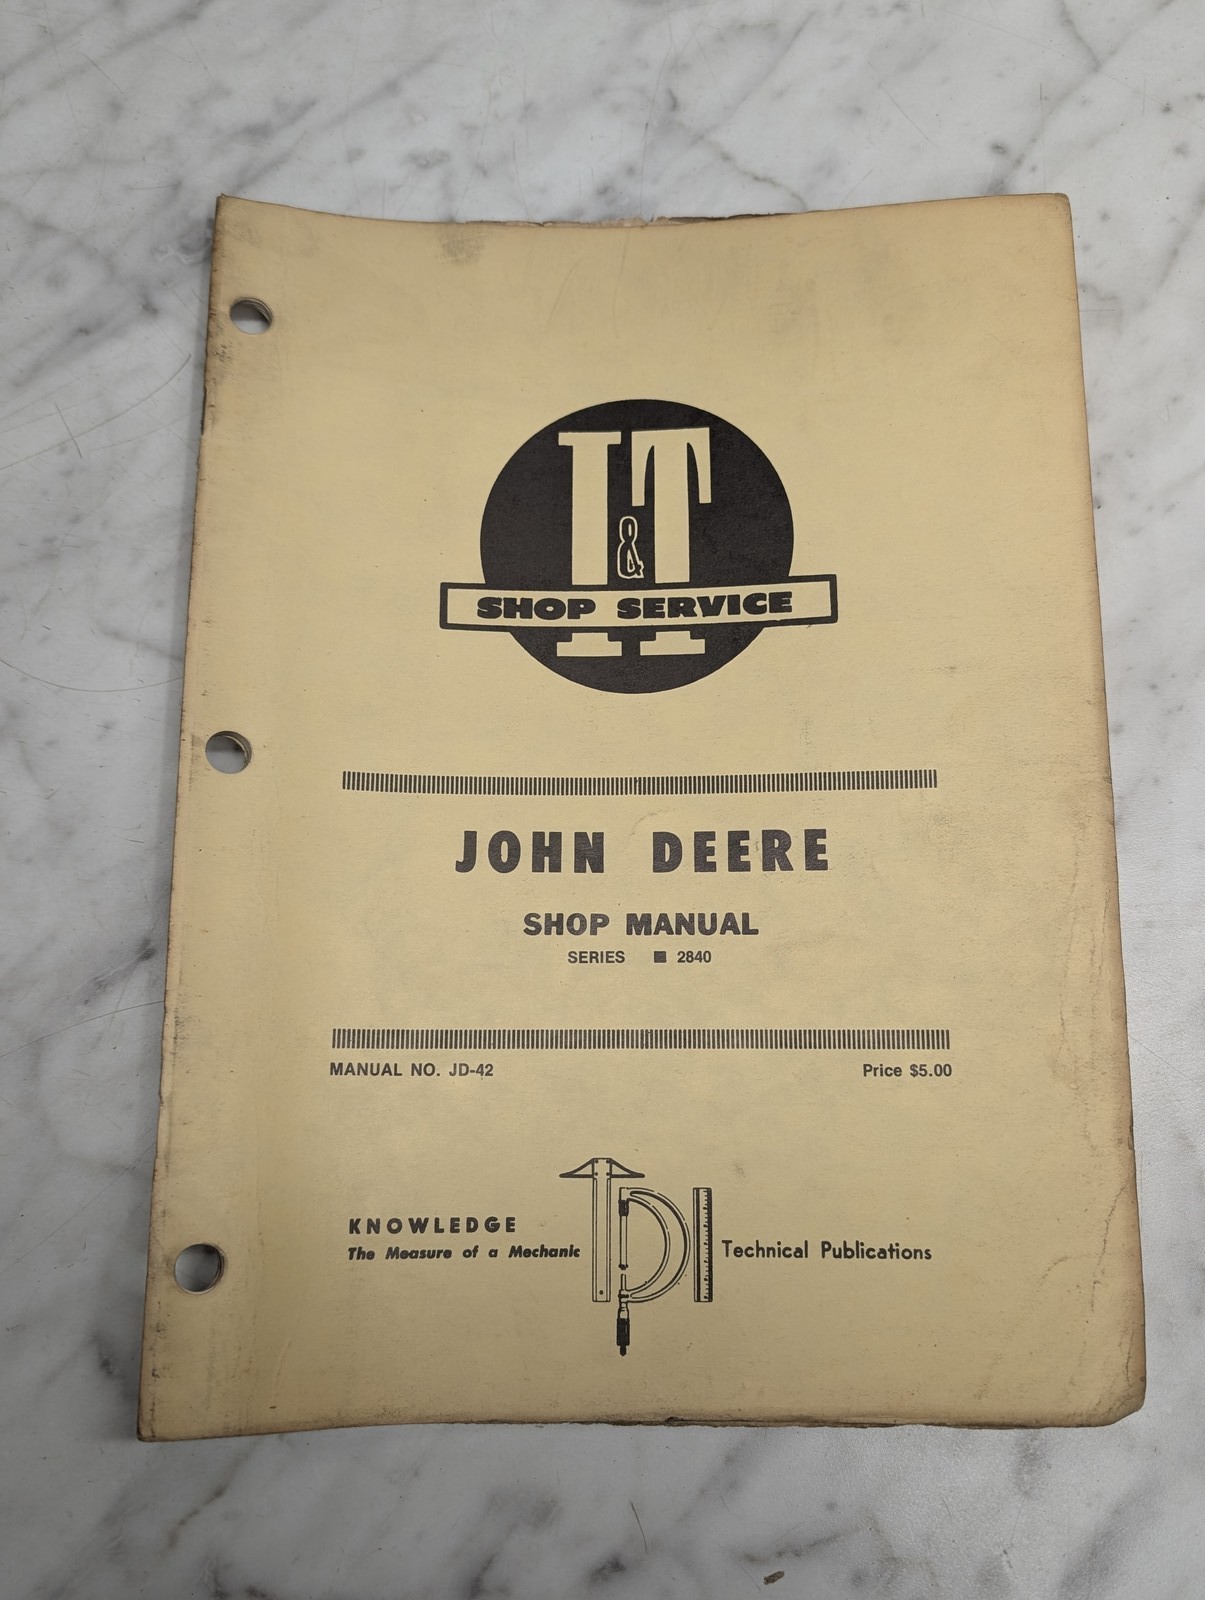 I&T
SHOP SERVICE
JOHN DEERE
SHOP MANUAL
SERIES ■ 2840
MANUAL NO. JD-42 Price $5.00
KNOWLEDGE
The Measure of a Mechanic TDI Technical Publications